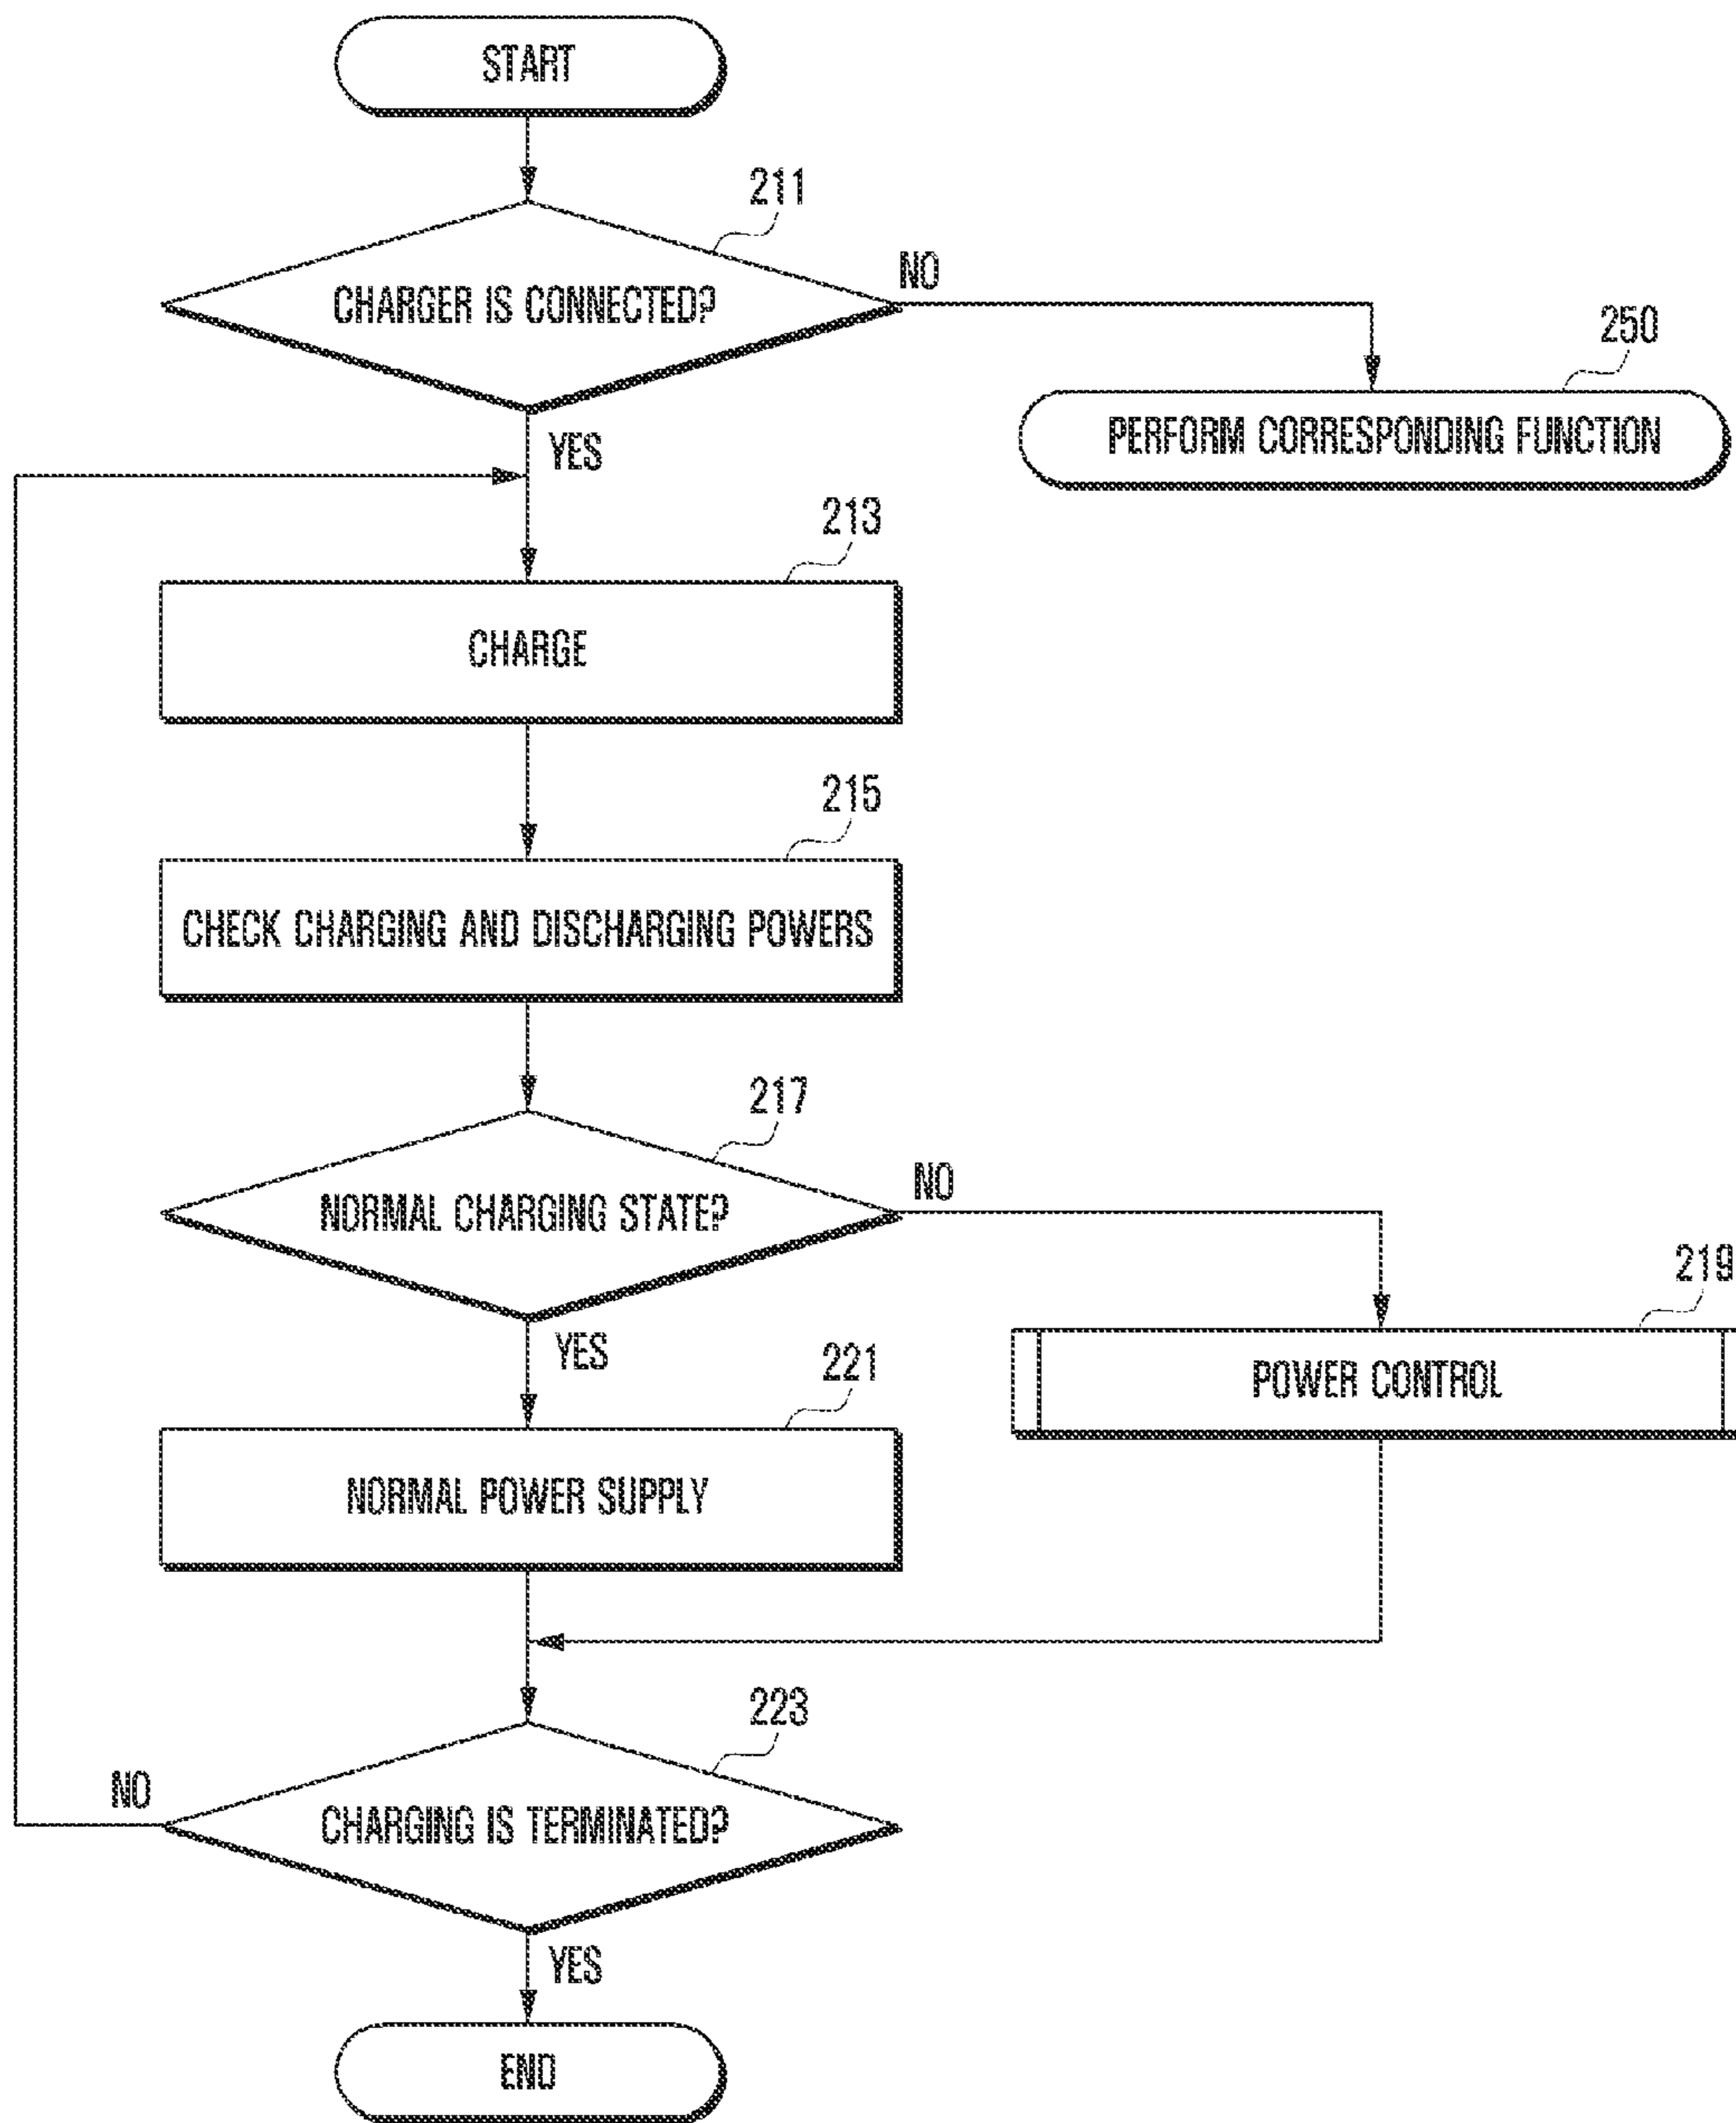 START
211
CHARGER IS CONNECTED?
NO
250
PERFORM CORRESPONDING FUNCTION
YES
213
CHARGE
215
CHECK CHARGING AND DISCHARGING POWERS
217
NORMAL CHARGING STATE?
NO
219
POWER CONTROL
YES
221
NORMAL POWER SUPPLY
223
CHARGING IS TERMINATED?
NO
YES
END